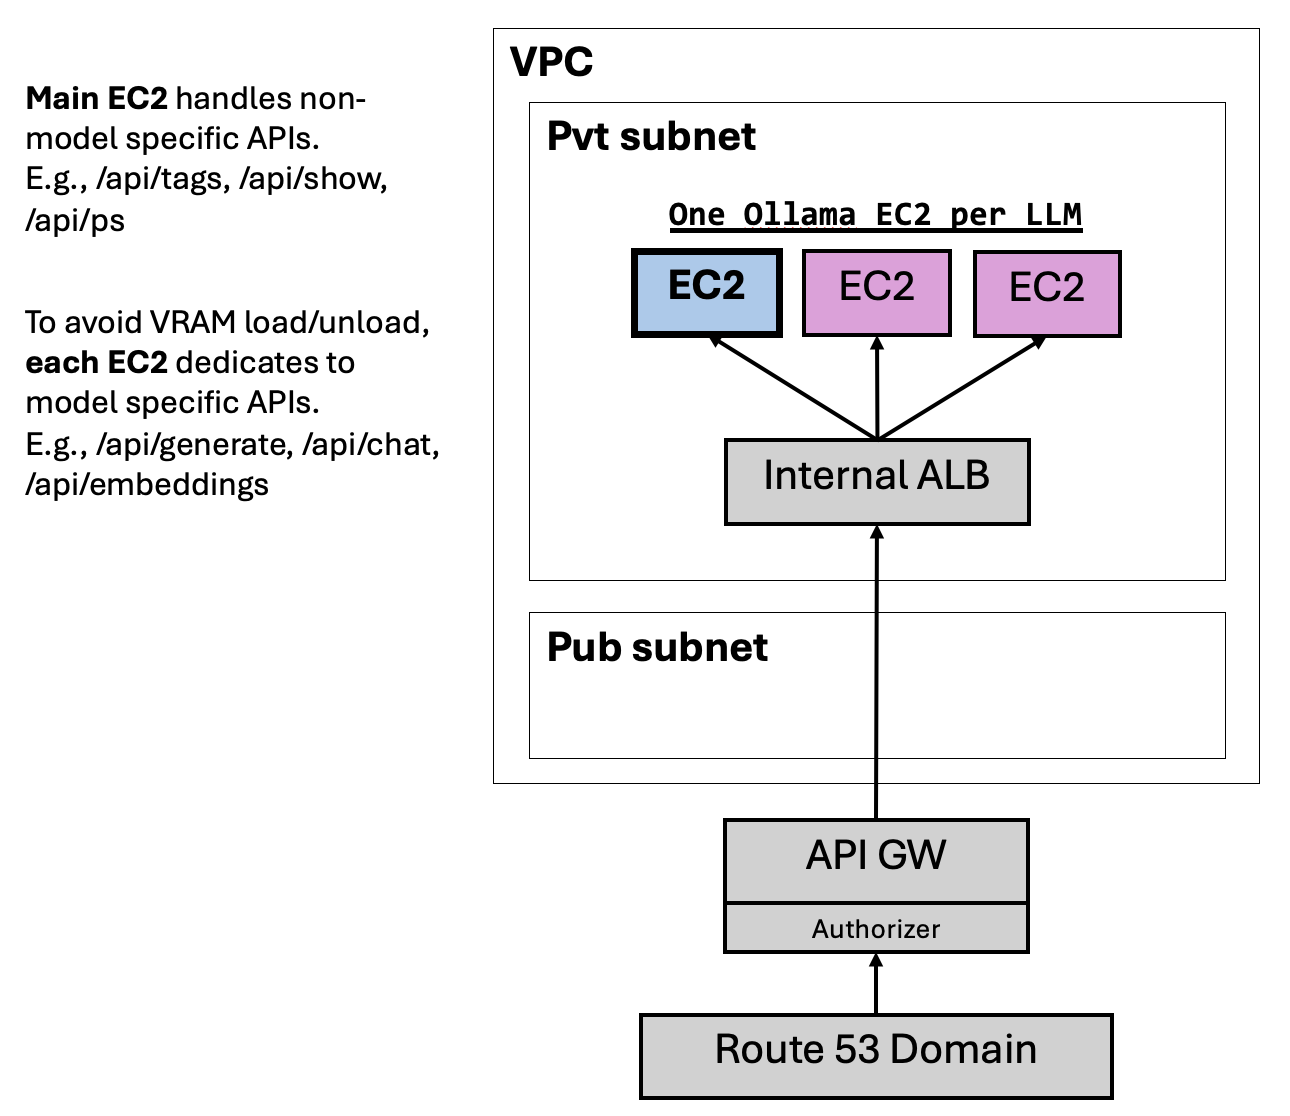 Main EC2 handles non-
model specific APIs.
E.g., /api/tags, /api/show,
/api/ps
To avoid VRAM load/unload,
each EC2 dedicates to
model specific APIs.
E.g., /api/generate, /api/chat,
/api/embeddings
VPC
Pvt subnet
One Ollama EC2 per LLM
EC2
EC2
EC2
Internal ALB
Pub subnet
API GW
Authorizer
Route 53 Domain